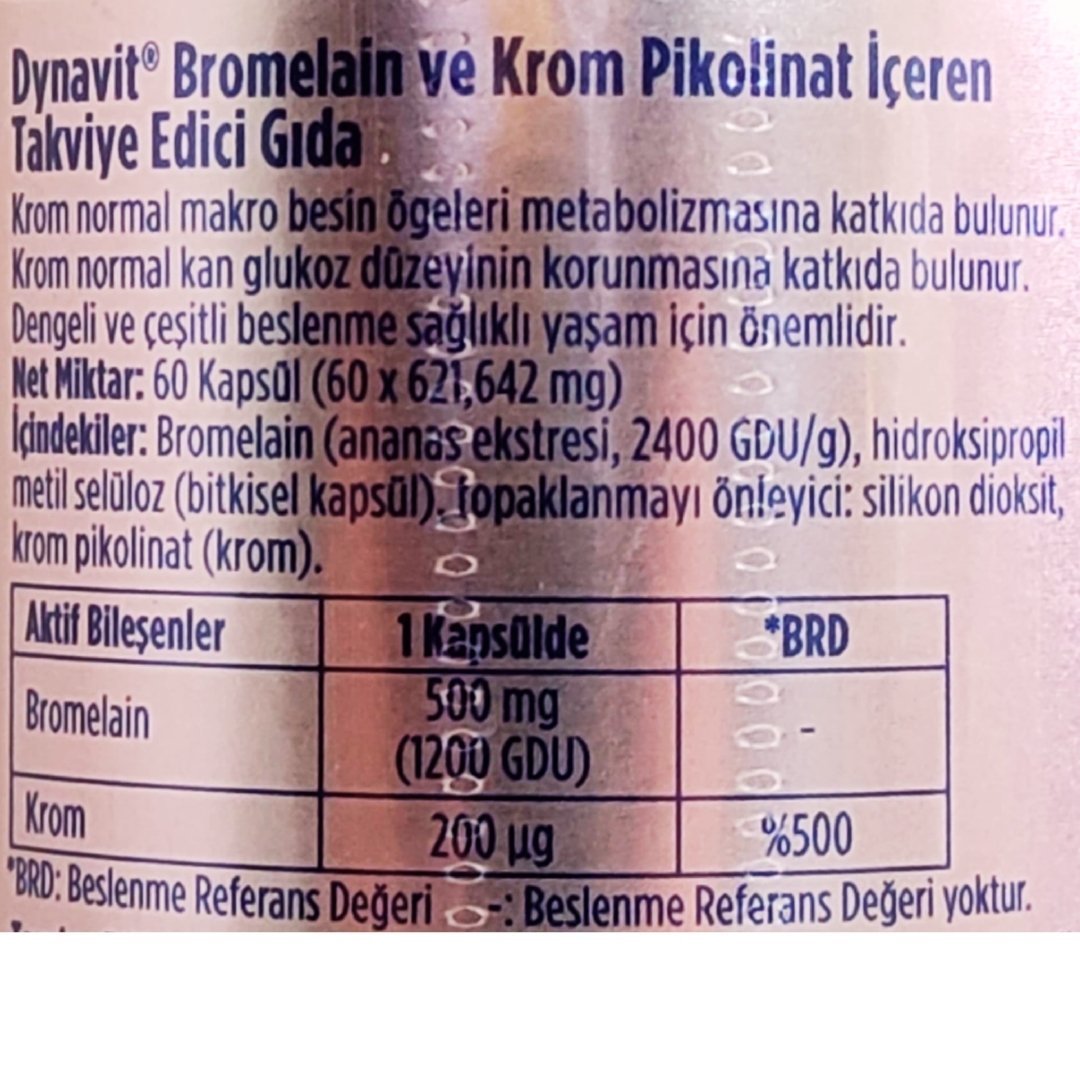 Dynavit® Bromelain ve Krom Pikolinat İçeren
Takviye Edici Gıda
Krom normal makro besin ögeleri metabolizmasına katkıda bulunur.
Krom normal kan glukoz düzeyinin korunmasına katkıda bulunur.
Dengeli ve çeşitli beslenme sağlıklı yaşam için önemlidir.
Net Miktar: 60 Kapsül (60 x 621,642 mg)
İçindekiler: Bromelain (ananas ekstresi, 2400 GDU/g), hidroksipropil
metil selüloz (bitkisel kapsül), topaklanmayı önleyici: silikon dioksit,
krom pikolinat (krom).
Aktif Bileşenler 1 Kapsülde *BRD
Bromelain 500 mg -
(1200 GDU)
Krom 200 µg %500
*BRD: Beslenme Referans Değeri -: Beslenme Referans Değeri yoktur.